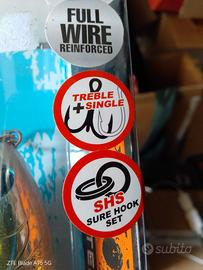 FULL
WIRE
REINFORCED
TREBLE
+SINGLE
SHS
SURE HOOK
SET
subito
ZTE Blade A75 5G